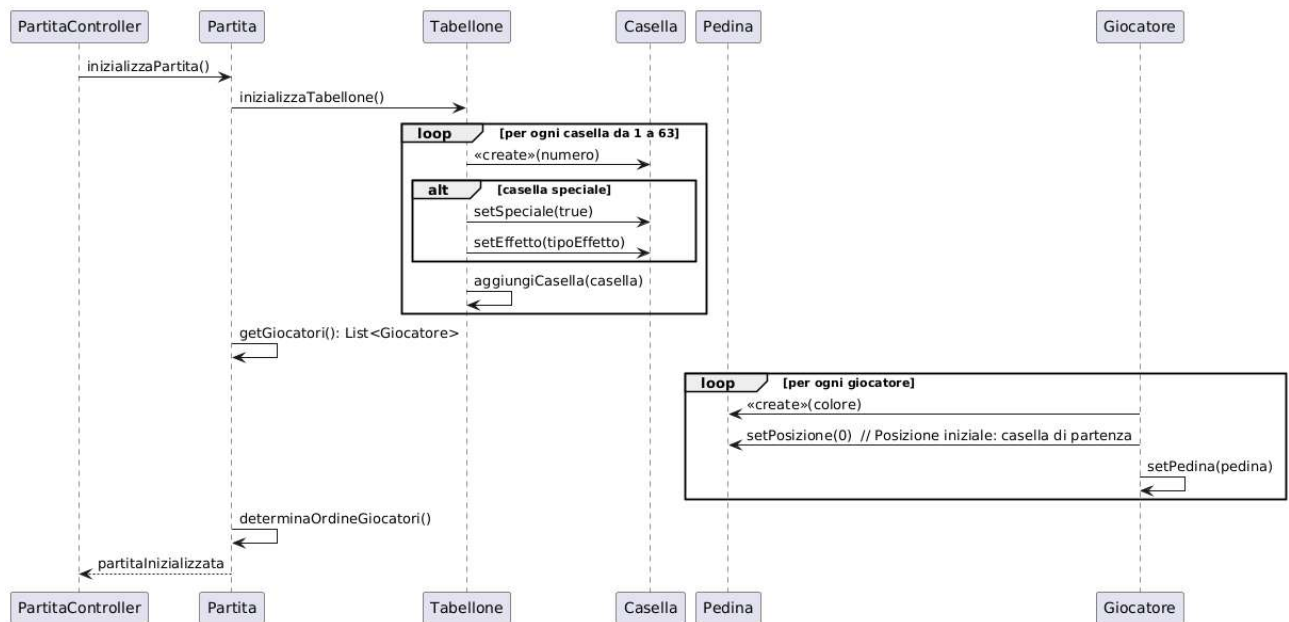 PartitaController Partita Tabellone Casella Pedina Giocatore
inizializzaPartita()
inizializzaTabellone()
loop [per ogni casella da 1 a 63]
«create»(numero)
alt [casella speciale]
setSpeciale(true)
setEffetto(tipoEffetto)
aggiungiCasella(casella)
getGiocatori(): List<Giocatore>
loop [per ogni giocatore]
«create»(colore)
setPosizione(0) // Posizione iniziale: casella di partenza
setPedina(pedina)
determinaOrdineGiocatori()
partitaInizializzata
PartitaController Partita Tabellone Casella Pedina Giocatore